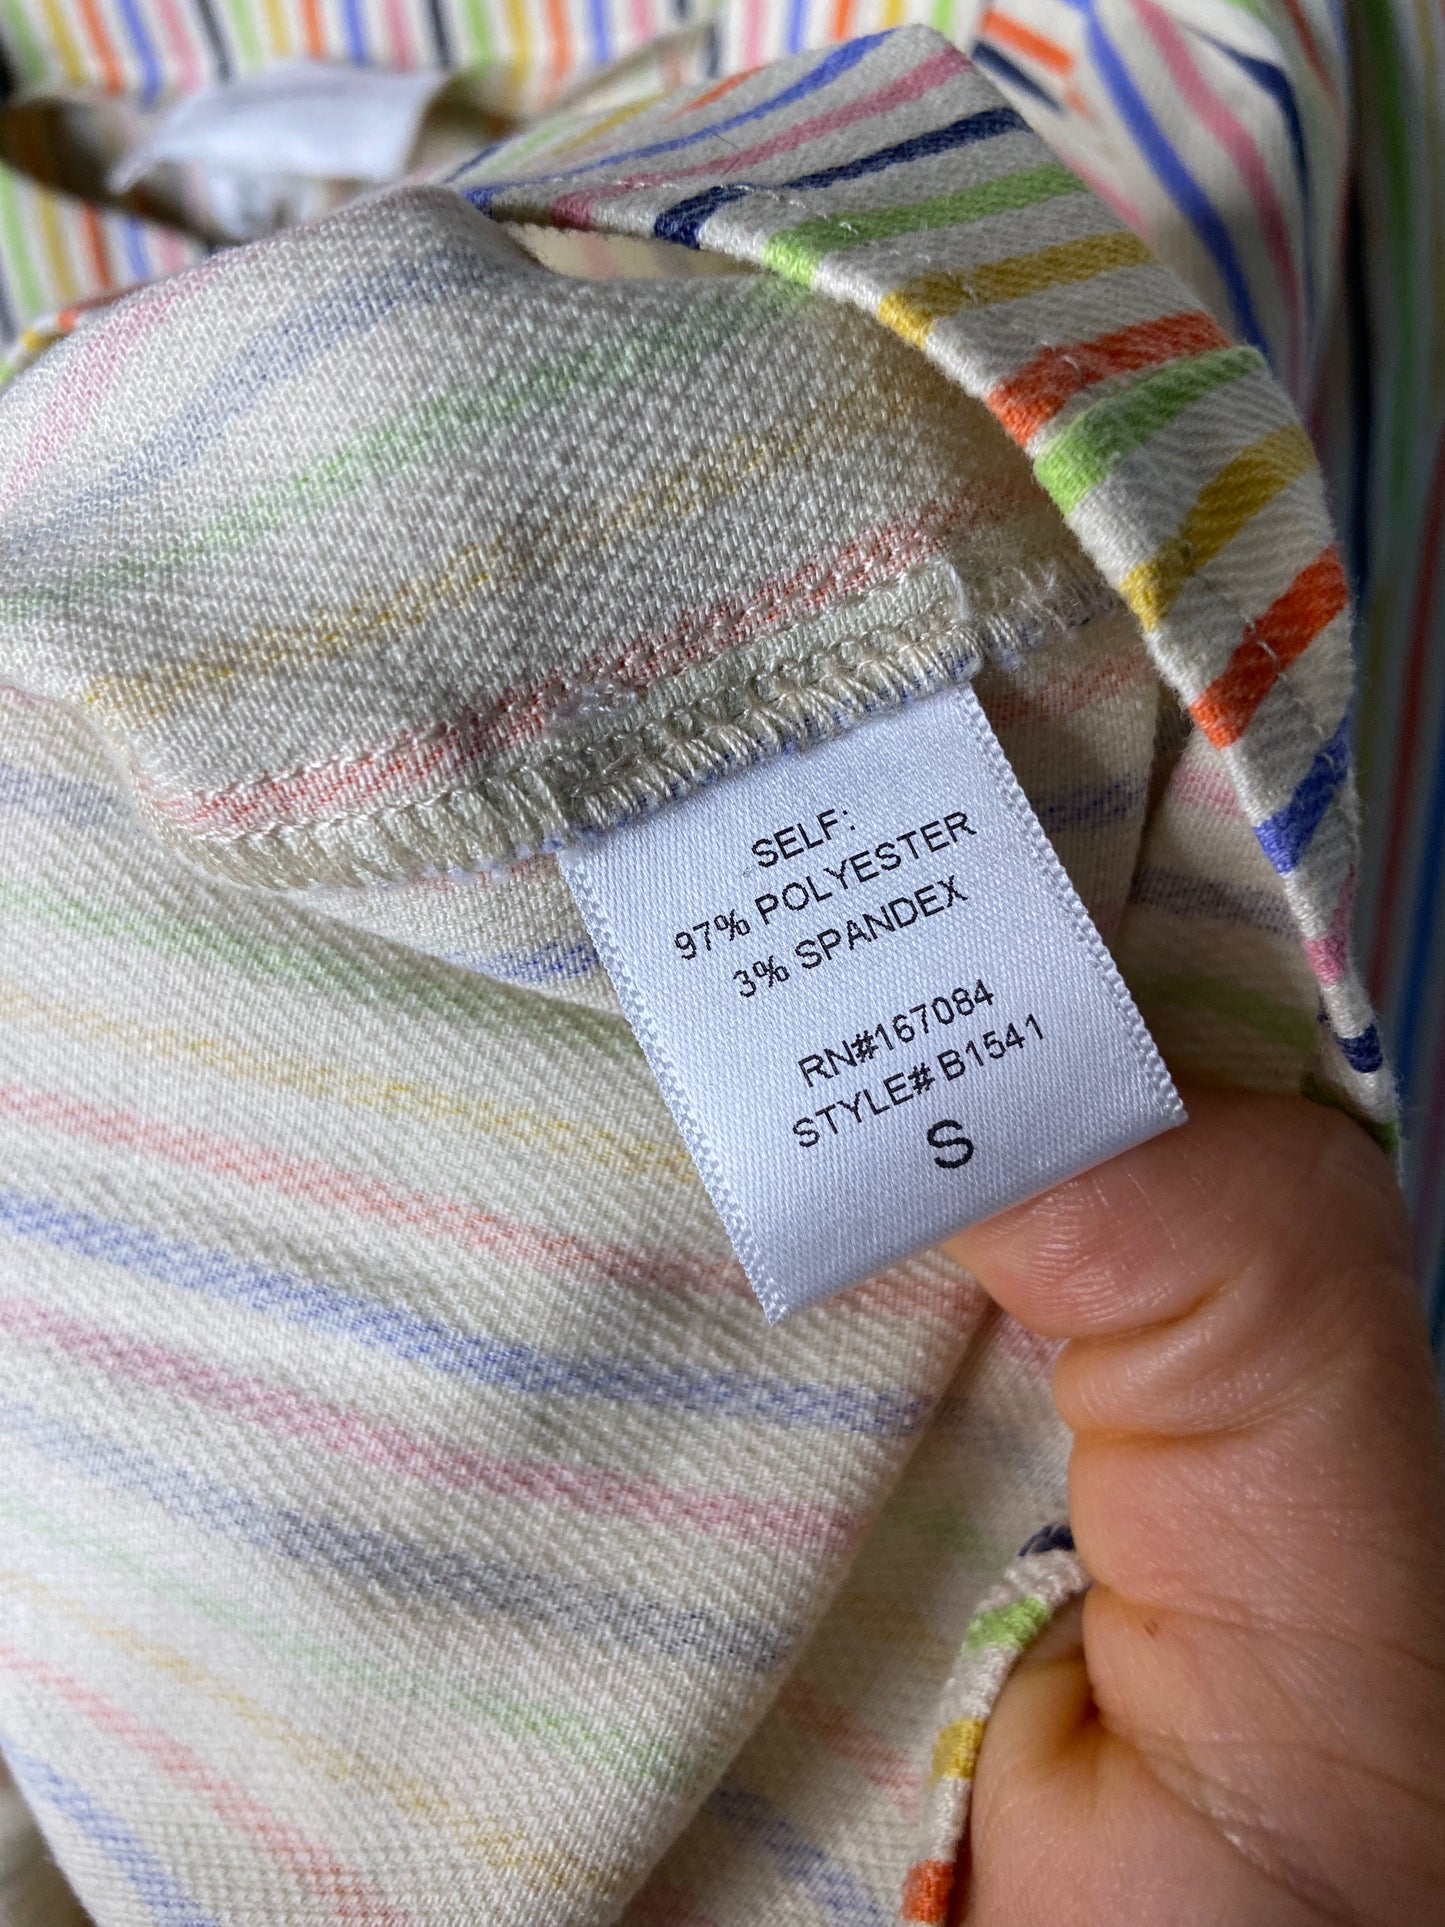 SELF:
97% POLYESTER
3% SPANDEX
RN#167084
STYLE# B1541
S